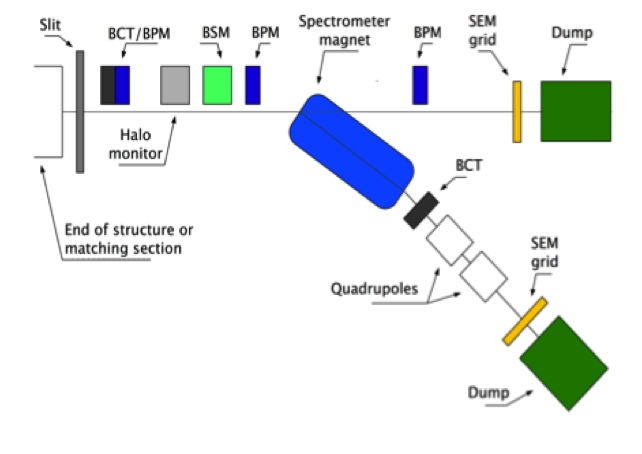 Slit
BCT/BPM
BSM
BPM
Spectrometer
magnet
BPM
SEM
grid
Dump
Halo
monitor
BCT
End of structure or
matching section
Quadrupoles
SEM
grid
Dump